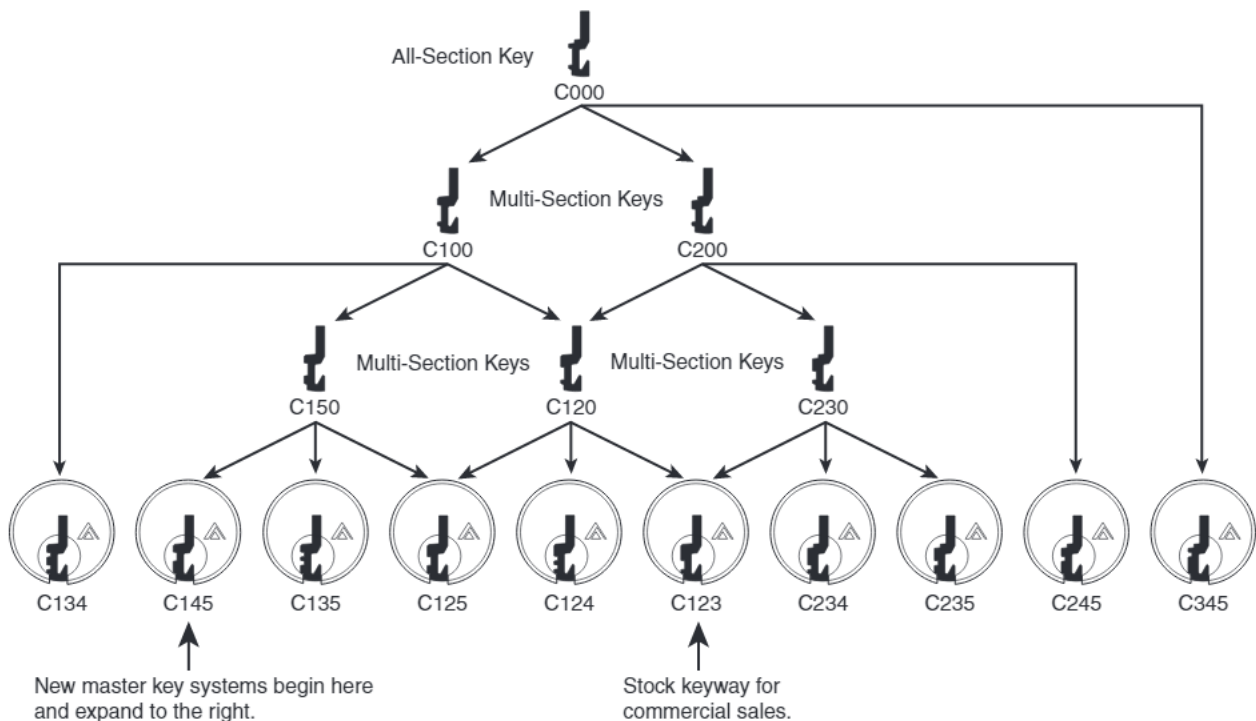 All-Section Key
C000
Multi-Section Keys
C100
C200
Multi-Section Keys
Multi-Section Keys
C150
C120
C230
C134
C145
C135
C125
C124
C123
C234
C235
C245
C345
New master key systems begin here
and expand to the right.
Stock keyway for
commercial sales.